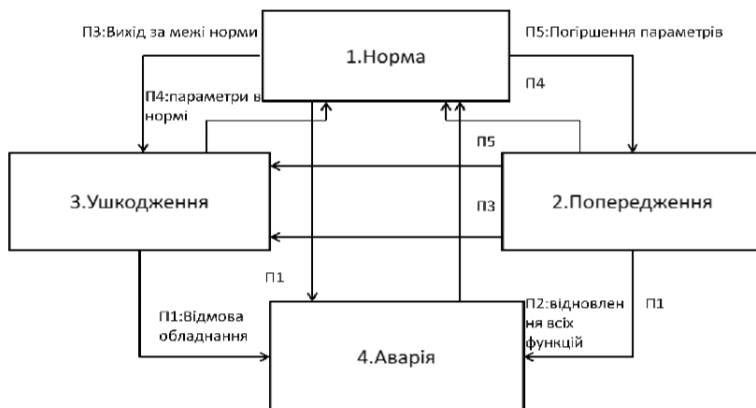 П3:Вихід за межі норми
1.Норма
П5:Погіршення параметрів
П4
П4:параметри в
нормі
П5
3.Ушкодження
2.Попередження
П3
П1
П1:Відмова
обладнання
П2:відновлен
ня всіх
функцій
П1
4.Аварія